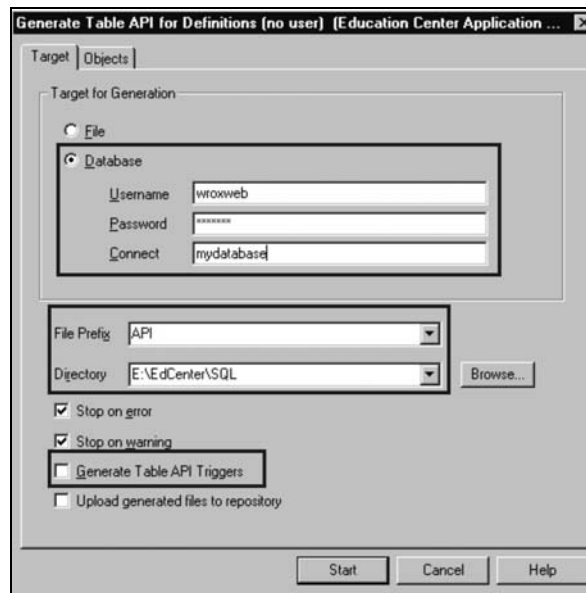 Generate Table API for Definitions (no user) (Education Center Application ...
Target Objects
Target for Generation
File
Database
Username wroxweb
Password *******
Connect mydatabase
File Prefix API
Directory E:\EdCenter\SQL Browse...
Stop on error
Stop on warning
Generate Table API Triggers
Upload generated files to repository
Start Cancel Help